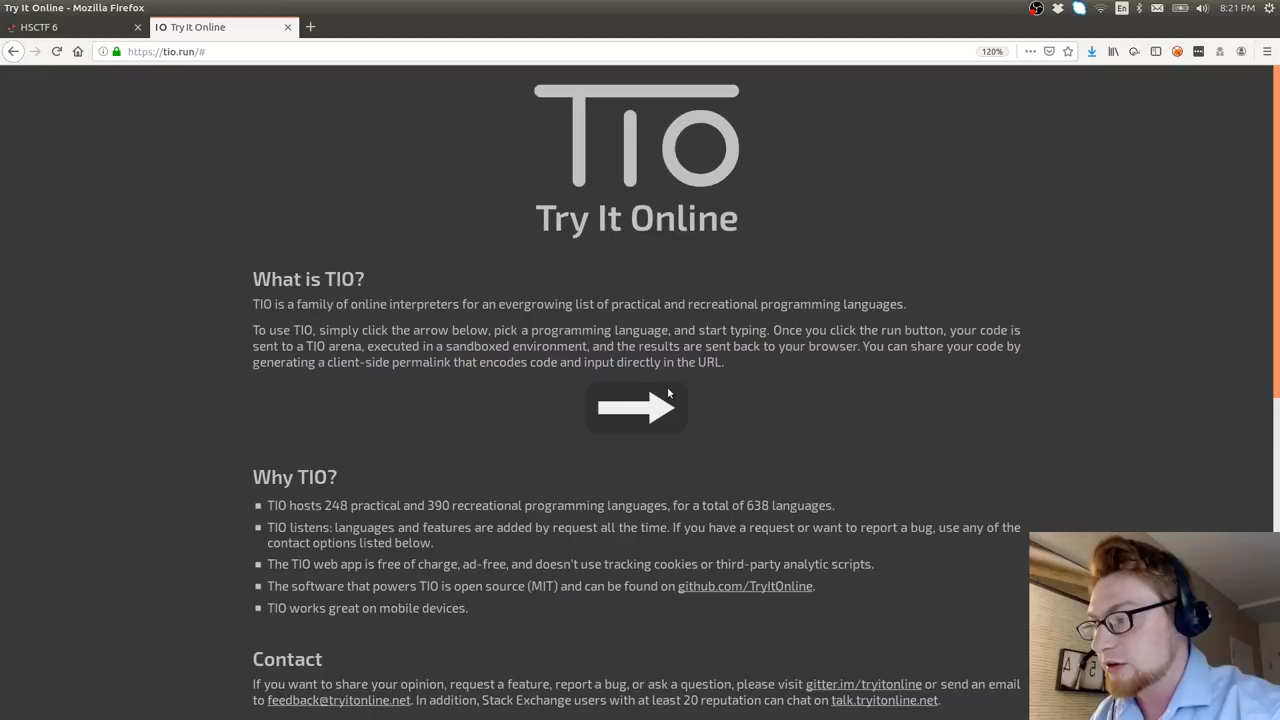 Try It Online - Mozilla Firefox
En
8:21 PM
HSCTF 6
TIO Try It Online
https://tio.run/#
120%
TIO
Try It Online
What is TIO?
TIO is a family of online interpreters for an evergrowing list of practical and recreational programming languages.
To use TIO, simply click the arrow below, pick a programming language, and start typing. Once you click the run button, your code is
sent to a TIO arena, executed in a sandboxed environment, and the results are sent back to your browser. You can share your code by
generating a client-side permalink that encodes code and input directly in the URL.
Why TIO?
TIO hosts 248 practical and 390 recreational programming languages, for a total of 638 languages.
TIO listens: languages and features are added by request all the time. If you have a request or want to report a bug, use any of the
contact options listed below.
The TIO web app is free of charge, ad-free, and doesn't use tracking cookies or third-party analytic scripts.
The software that powers TIO is open source (MIT) and can be found on github.com/TryItOnline.
TIO works great on mobile devices.
Contact
If you want to share your opinion, request a feature, report a bug, or ask a question, please visit gitter.im/tryitonline or send an email
to feedback@tryitonline.net. In addition, Stack Exchange users with at least 20 reputation can chat on talk.tryitonline.net.